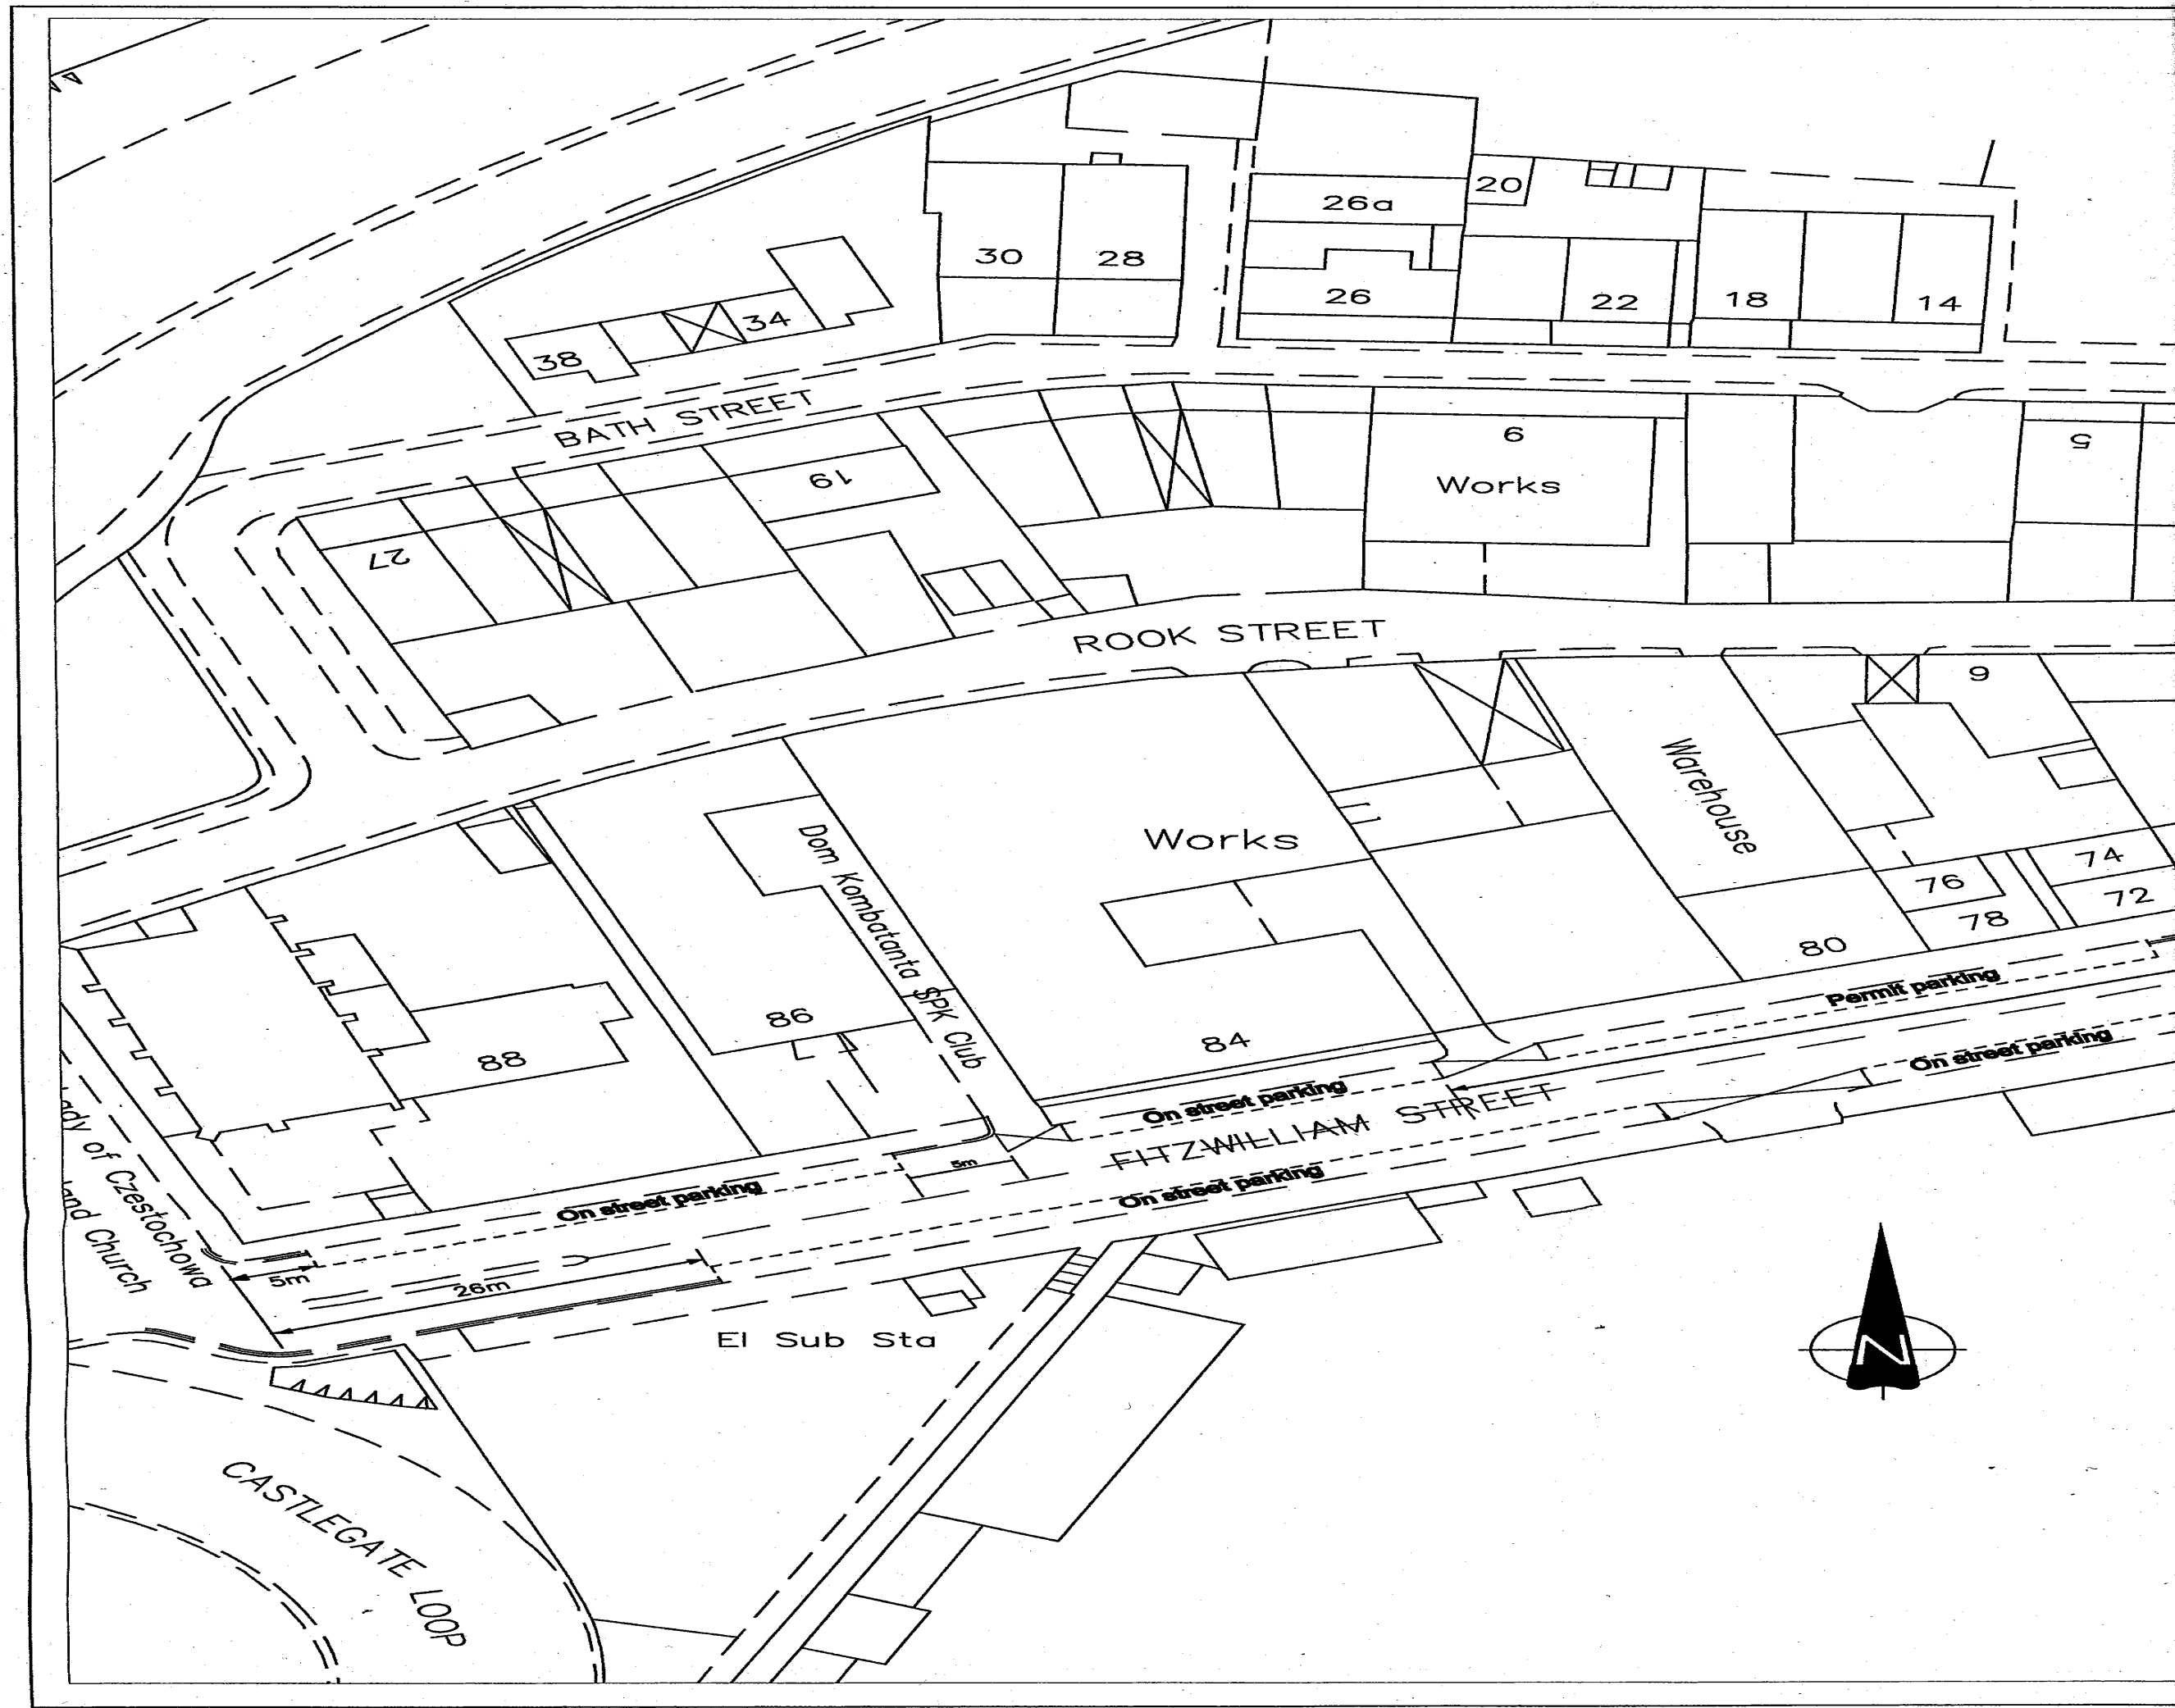 20
26a
30
28
26
22
18
14
34
38
BATH STREET
19
27
9
Works
5
ROOK STREET
9
Warehouse
Works
Dom Kombatanta SPK Club
74
76
72
78
80
86
84
88
Permit parking
On street parking
On street parking
FITZWILLIAM STREET
On street parking
On street parking
5m
5m
26m
of Czestochowa
Church
El Sub Sta
N
CASTLEGATE LOOP